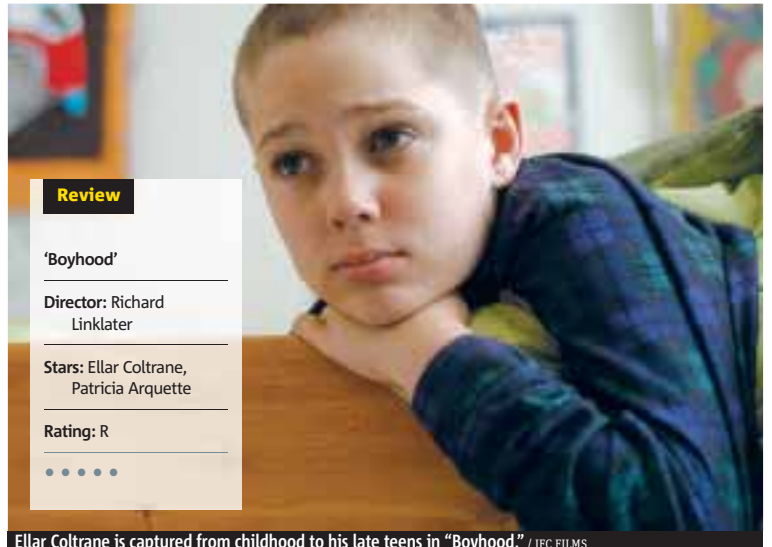 Review
‘Boyhood’
Director: Richard
Linklater
Stars: Ellar Coltrane,
Patricia Arquette
Rating: R
● ● ● ● ●
Ellar Coltrane is captured from childhood to his late teens in “Boyhood.” / IFC FILMS